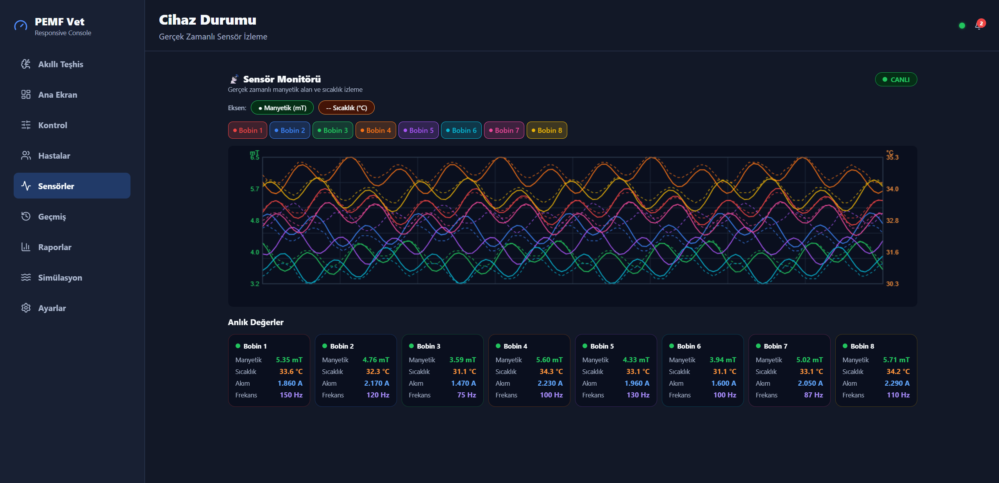 PEMF Vet
Responsive Console
Akıllı Teşhis
Ana Ekran
Kontrol
Hastalar
Sensörler
Geçmiş
Raporlar
Simülasyon
Ayarlar
Cihaz Durumu
Gerçek Zamanlı Sensör İzleme
2
Sensör Monitörü
Gerçek zamanlı manyetik alan ve sıcaklık izleme
CANLI
Eksen: ● Manyetik (mT) -- Sıcaklık (°C)
Bobin 1 Bobin 2 Bobin 3 Bobin 4 Bobin 5 Bobin 6 Bobin 7 Bobin 8
mT °C
6.5 35.3
5.7 34.0
4.8 32.8
4.0 31.6
3.2 30.3
Anlık Değerler
Bobin 1
Manyetik 5.35 mT
Sıcaklık 33.6 °C
Akım 1.860 A
Frekans 150 Hz
Bobin 2
Manyetik 4.76 mT
Sıcaklık 32.3 °C
Akım 2.170 A
Frekans 120 Hz
Bobin 3
Manyetik 3.59 mT
Sıcaklık 31.1 °C
Akım 1.470 A
Frekans 75 Hz
Bobin 4
Manyetik 5.60 mT
Sıcaklık 34.3 °C
Akım 2.230 A
Frekans 100 Hz
Bobin 5
Manyetik 4.33 mT
Sıcaklık 33.1 °C
Akım 1.960 A
Frekans 130 Hz
Bobin 6
Manyetik 3.94 mT
Sıcaklık 31.1 °C
Akım 1.600 A
Frekans 100 Hz
Bobin 7
Manyetik 5.02 mT
Sıcaklık 33.1 °C
Akım 2.050 A
Frekans 87 Hz
Bobin 8
Manyetik 5.71 mT
Sıcaklık 34.2 °C
Akım 2.290 A
Frekans 110 Hz